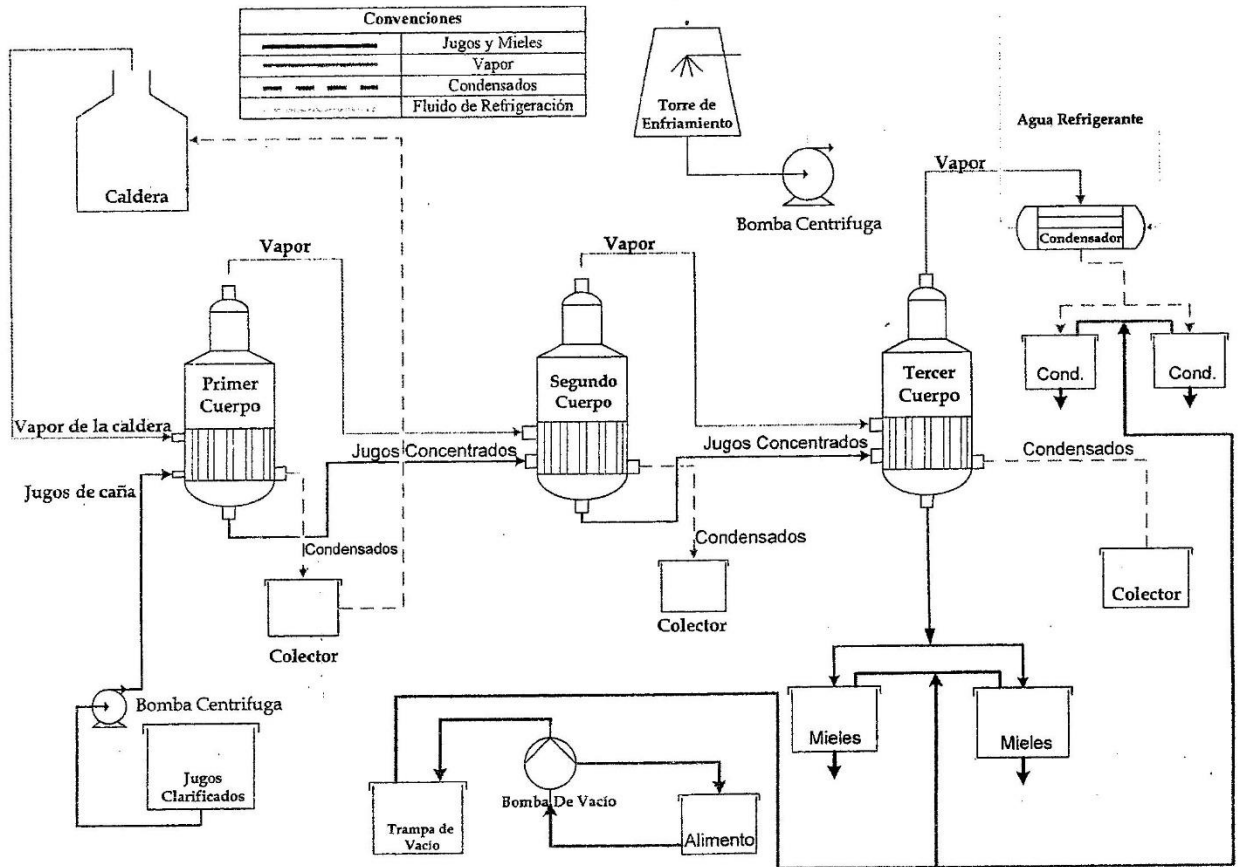 Convenciones
Jugos y Mieles
Vapor
Condensados
Fluido de Refrigeración
Torre de
Enfriamiento
Agua Refrigerante
Caldera
Bomba Centrifuga
Vapor
Condensador
Vapor
Vapor
Primer
Cuerpo
Segundo
Cuerpo
Tercer
Cuerpo
Cond.
Cond.
Vapor de la caldera
Jugos Concentrados
Jugos Concentrados
Condensados
Jugos de caña
Condensados
Condensados
Colector
Colector
Colector
Bomba Centrifuga
Jugos
Clarificados
Mieles
Mieles
Bomba De Vacío
Trampa de
Vacío
Alimento